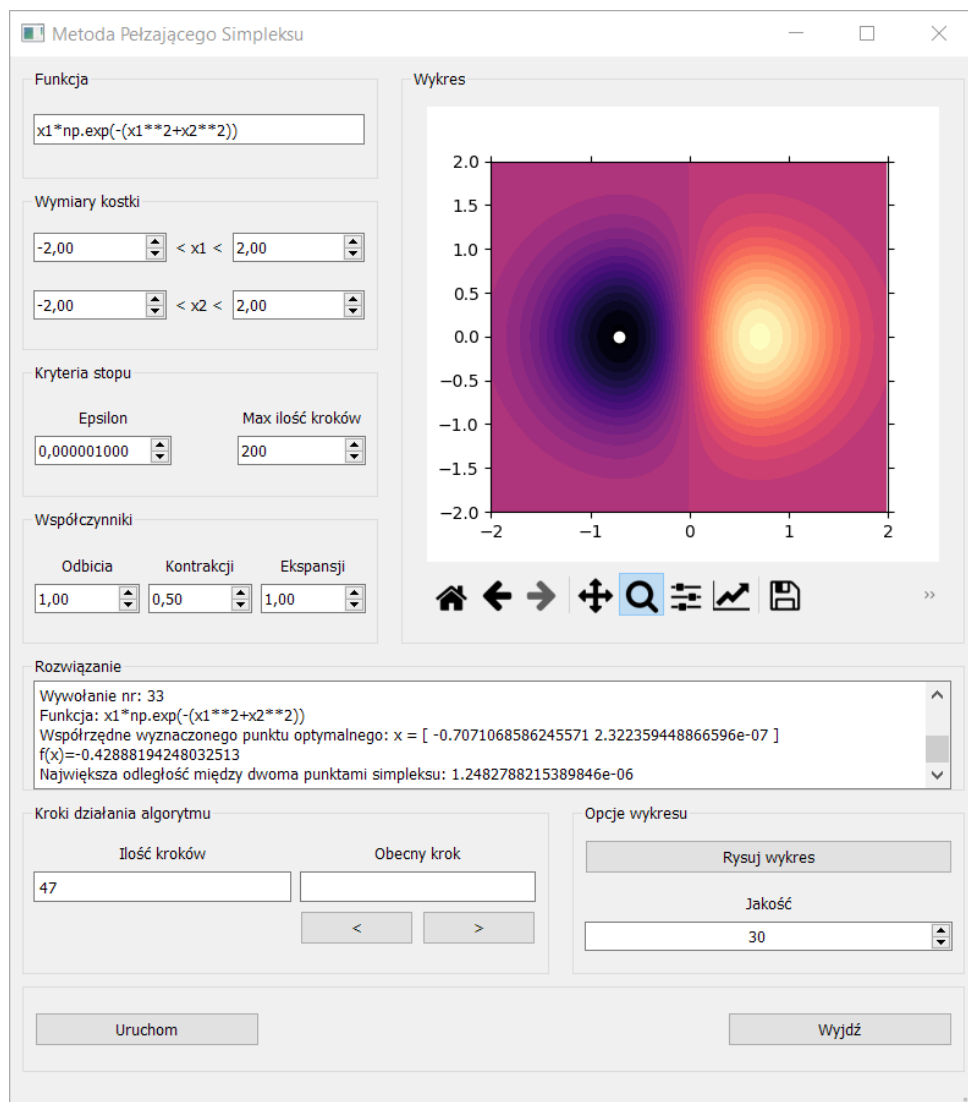 Metoda Pełzającego Simpleksu
Funkcja
x1*np.exp(-(x1**2+x2**2))
Wymiary kostki
-2,00 < x1 < 2,00
-2,00 < x2 < 2,00
Kryteria stopu
Epsilon Max ilość kroków
0,000001000 200
Współczynniki
Odbicia Kontrakcji Ekspansji
1,00 0,50 1,00
Wykres
2.0
1.5
1.0
0.5
0.0
−0.5
−1.0
−1.5
−2.0
−2 −1 0 1 2
»
Rozwiązanie
Wywołanie nr: 33
Funkcja: x1*np.exp(-(x1**2+x2**2))
Współrzędne wyznaczonego punktu optymalnego: x = [ -0.7071068586245571 2.322359448866596e-07 ]
f(x)=-0.42888194248032513
Największa odległość między dwoma punktami simpleksu: 1.2482788215389846e-06
Kroki działania algorytmu
Ilość kroków Obecny krok
47
< >
Opcje wykresu
Rysuj wykres
Jakość
30
Uruchom Wyjdź